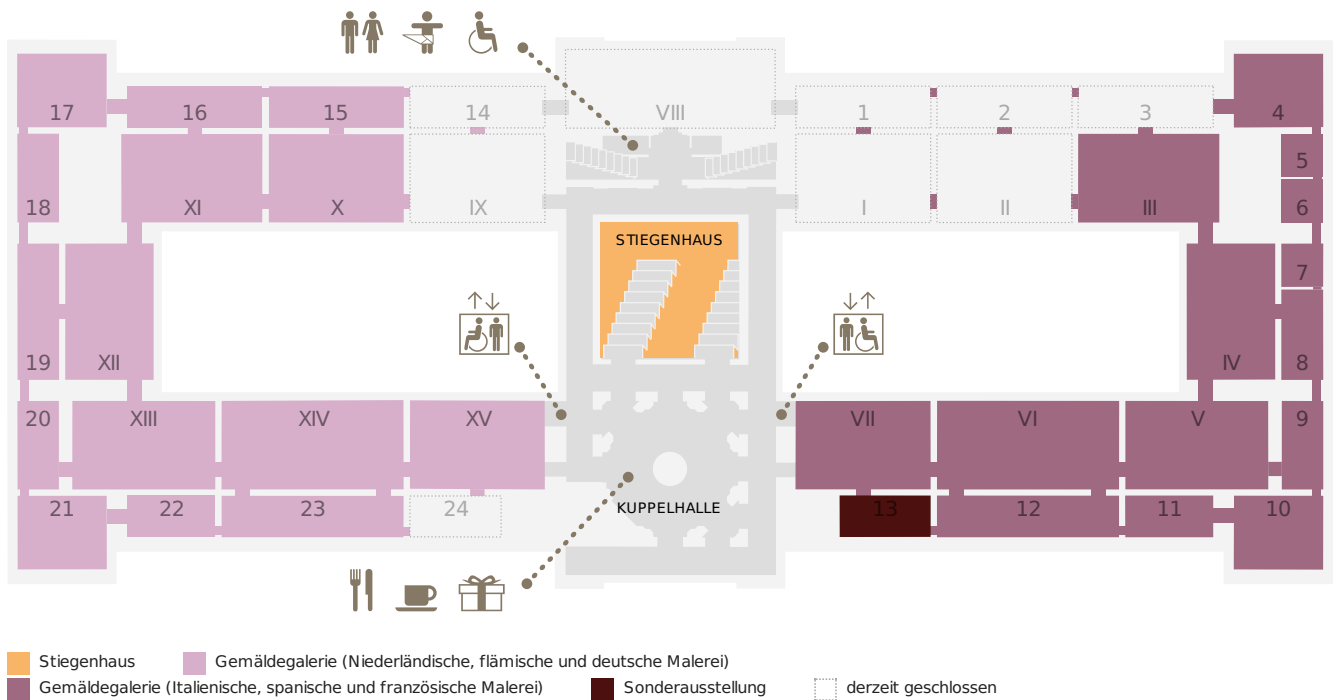 17 16 15 14 VIII 1 2 3 4
5
18 XI X IX I II III 6
STIEGENHAUS
7
19 XII IV 8
20 XIII XIV XV VII VI V 9
21 22 23 24 KUPPELHALLE 13 12 11 10
Stiegenhaus Gemäldegalerie (Niederländische, flämische und deutsche Malerei)
Gemäldegalerie (Italienische, spanische und französische Malerei) Sonderausstellung derzeit geschlossen